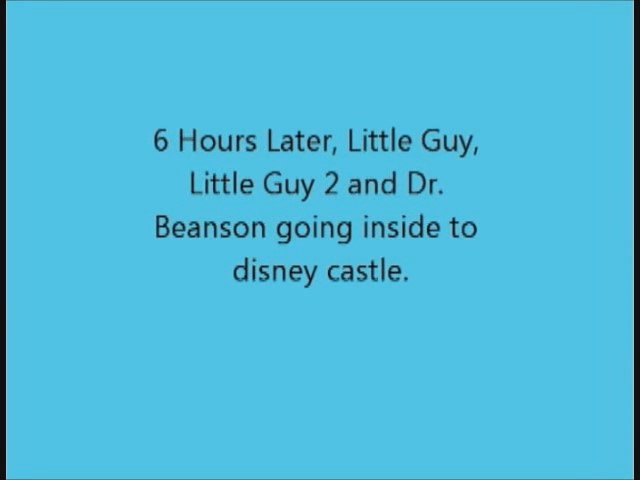 6 Hours Later, Little Guy,
Little Guy 2 and Dr.
Beanson going inside to
disney castle.